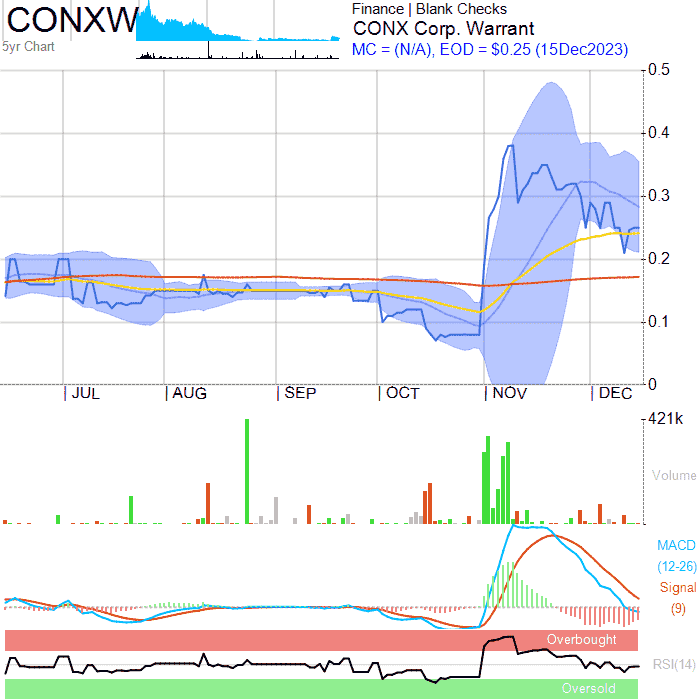 CONXW
5yr Chart
Finance | Blank Checks
CONX Corp. Warrant
MC = (N/A), EOD = $0.25 (15Dec2023)
0.5
0.4
0.3
0.2
0.1
0
JUL AUG SEP OCT NOV DEC
421k
Volume
MACD
(12-26)
Signal
(9)
Overbought
RSI(14)
Oversold